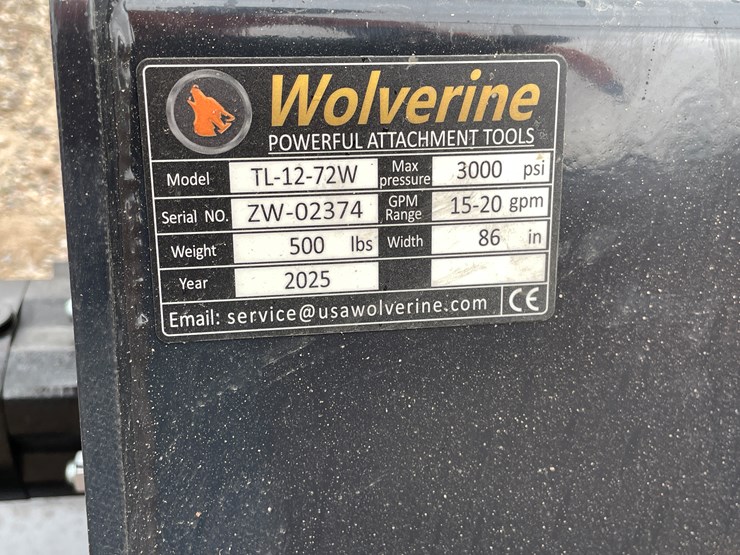 Wolverine
POWERFUL ATTACHMENT TOOLS
Model TL-12-72W Max pressure 3000 psi
Serial NO. ZW-02374 GPM Range 15-20 gpm
Weight 500 lbs Width 86 in
Year 2025
Email: service@usawolverine.com CE